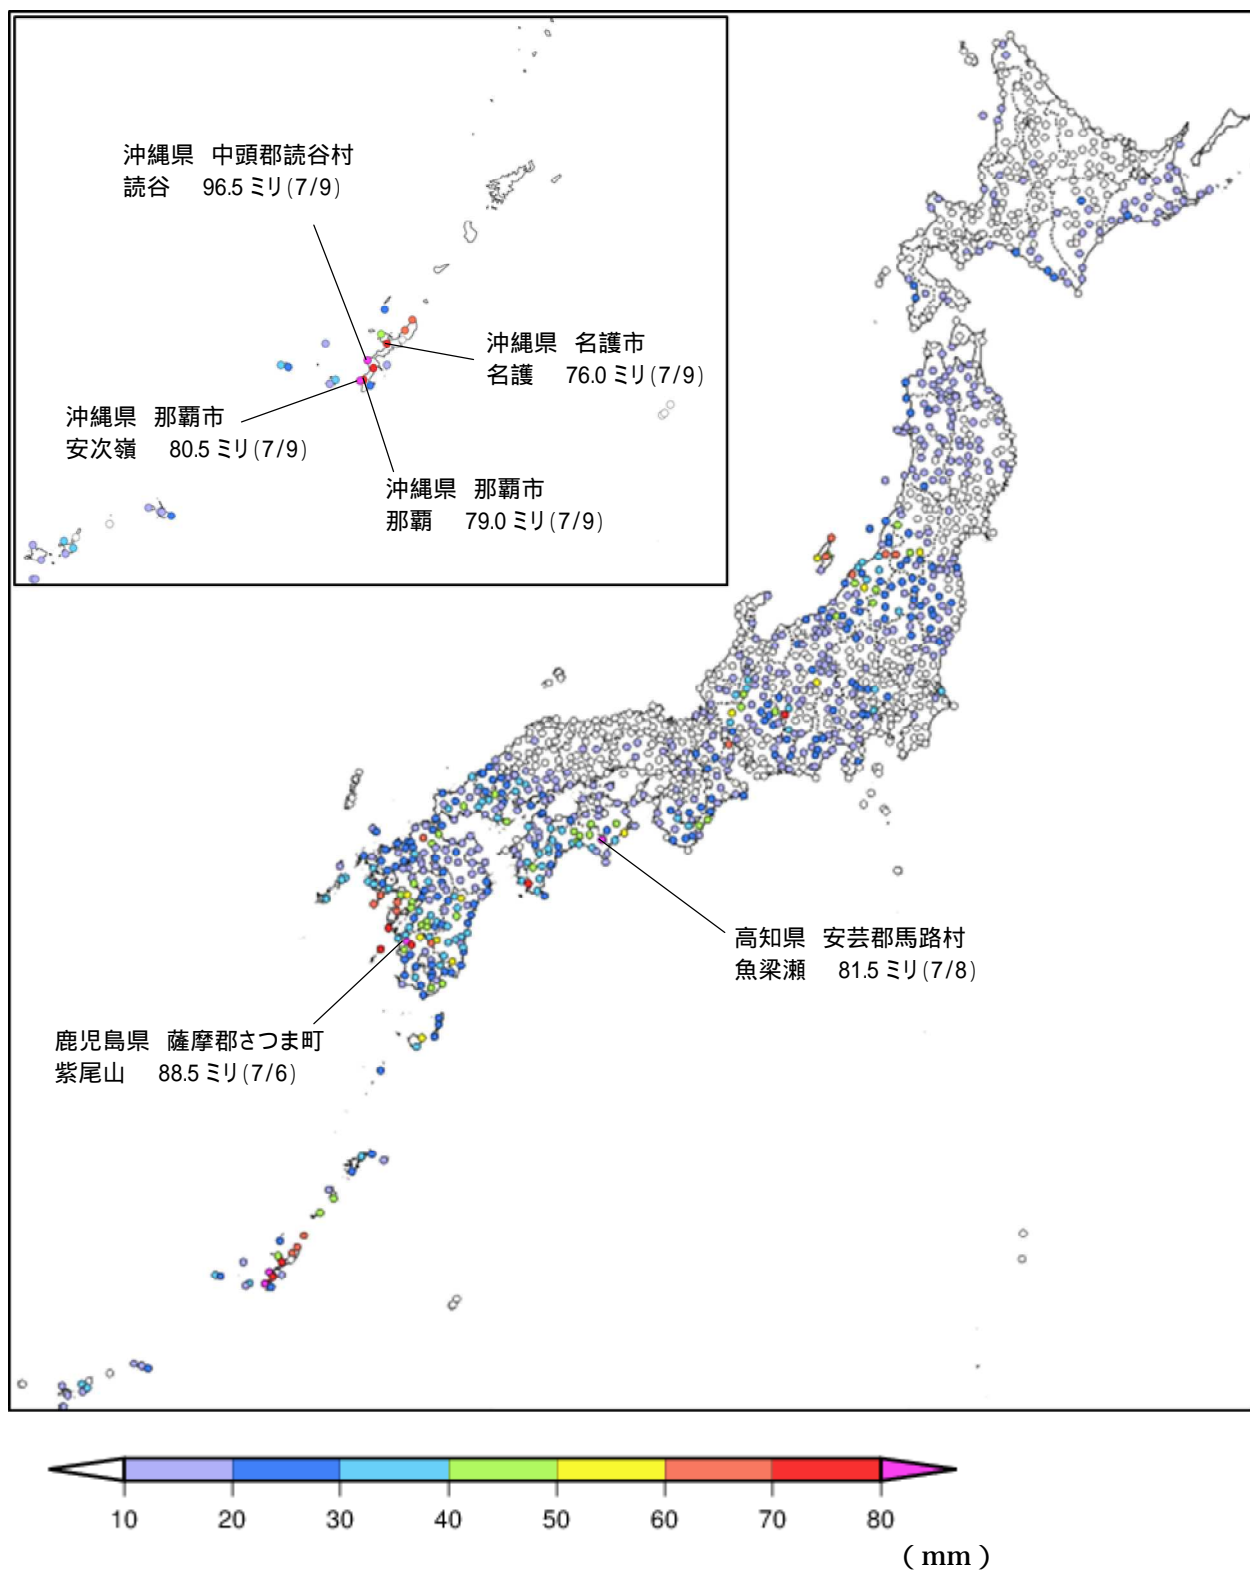 沖縄県 中頭郡読谷村
読谷 96.5 ミリ(7/9)
沖縄県 名護市
名護 76.0 ミリ(7/9)
沖縄県 那覇市
安次嶺 80.5 ミリ(7/9)
沖縄県 那覇市
那覇 79.0 ミリ(7/9)
高知県 安芸郡馬路村
魚梁瀬 81.5 ミリ(7/8)
鹿児島県 薩摩郡さつま町
紫尾山 88.5 ミリ(7/6)
10 20 30 40 50 60 70 80
(mm)